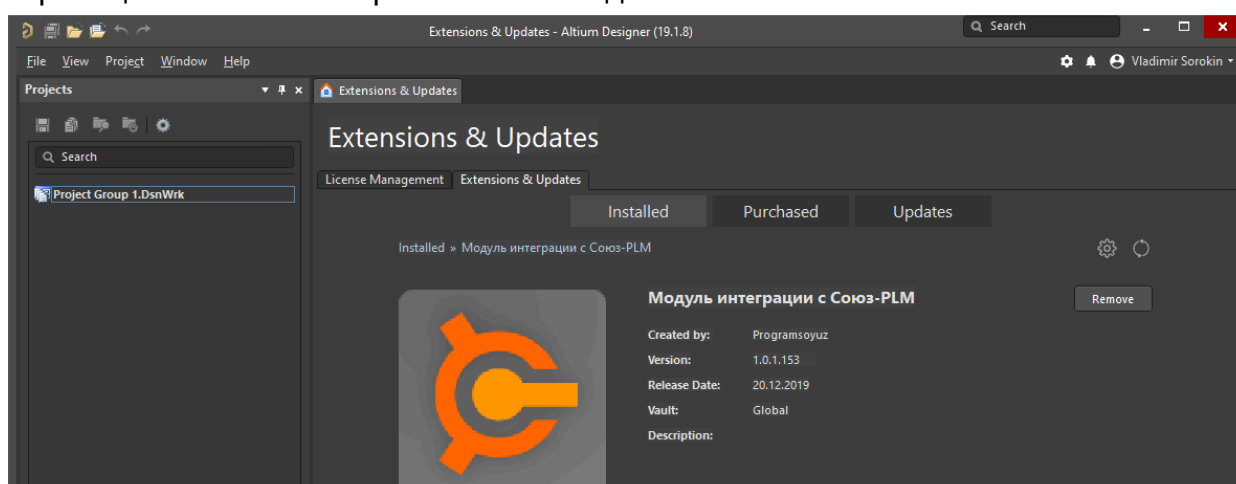 Extensions & Updates - Altium Designer (19.1.8)
Search
File View Project Window Help
Vladimir Sorokin
Projects
Extensions & Updates
Search
Project Group 1.DsnWrk
Extensions & Updates
License Management Extensions & Updates
Installed Purchased Updates
Installed » Модуль интеграции с Союз-PLM
Модуль интеграции с Союз-PLM
Remove
Created by: Programsoyuz
Version: 1.0.1.153
Release Date: 20.12.2019
Vault: Global
Description: